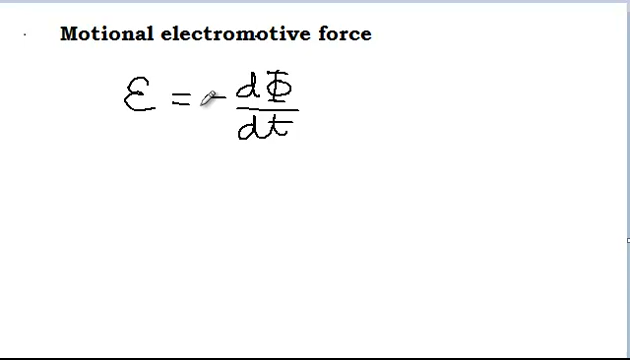 Motional electromotive force
ℰ = - dΦ/dt